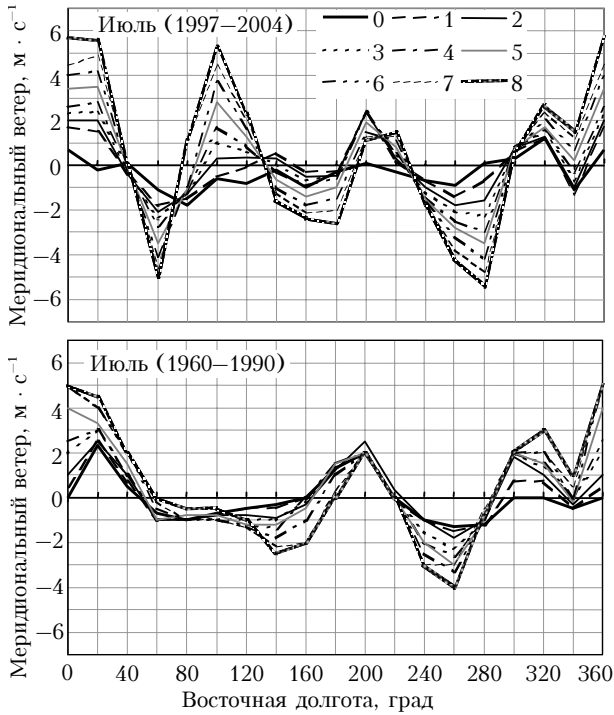 Июль (1997—2004)
0 1 2
3 4 5
6 7 8
Меридиональный ветер, м · с⁻¹
6
4
2
0
−2
−4
−6
Июль (1960—1990)
Меридиональный ветер, м · с⁻¹
6
4
2
0
−2
−4
−6
0 40 80 120 160 200 240 280 320 360
Восточная долгота, град